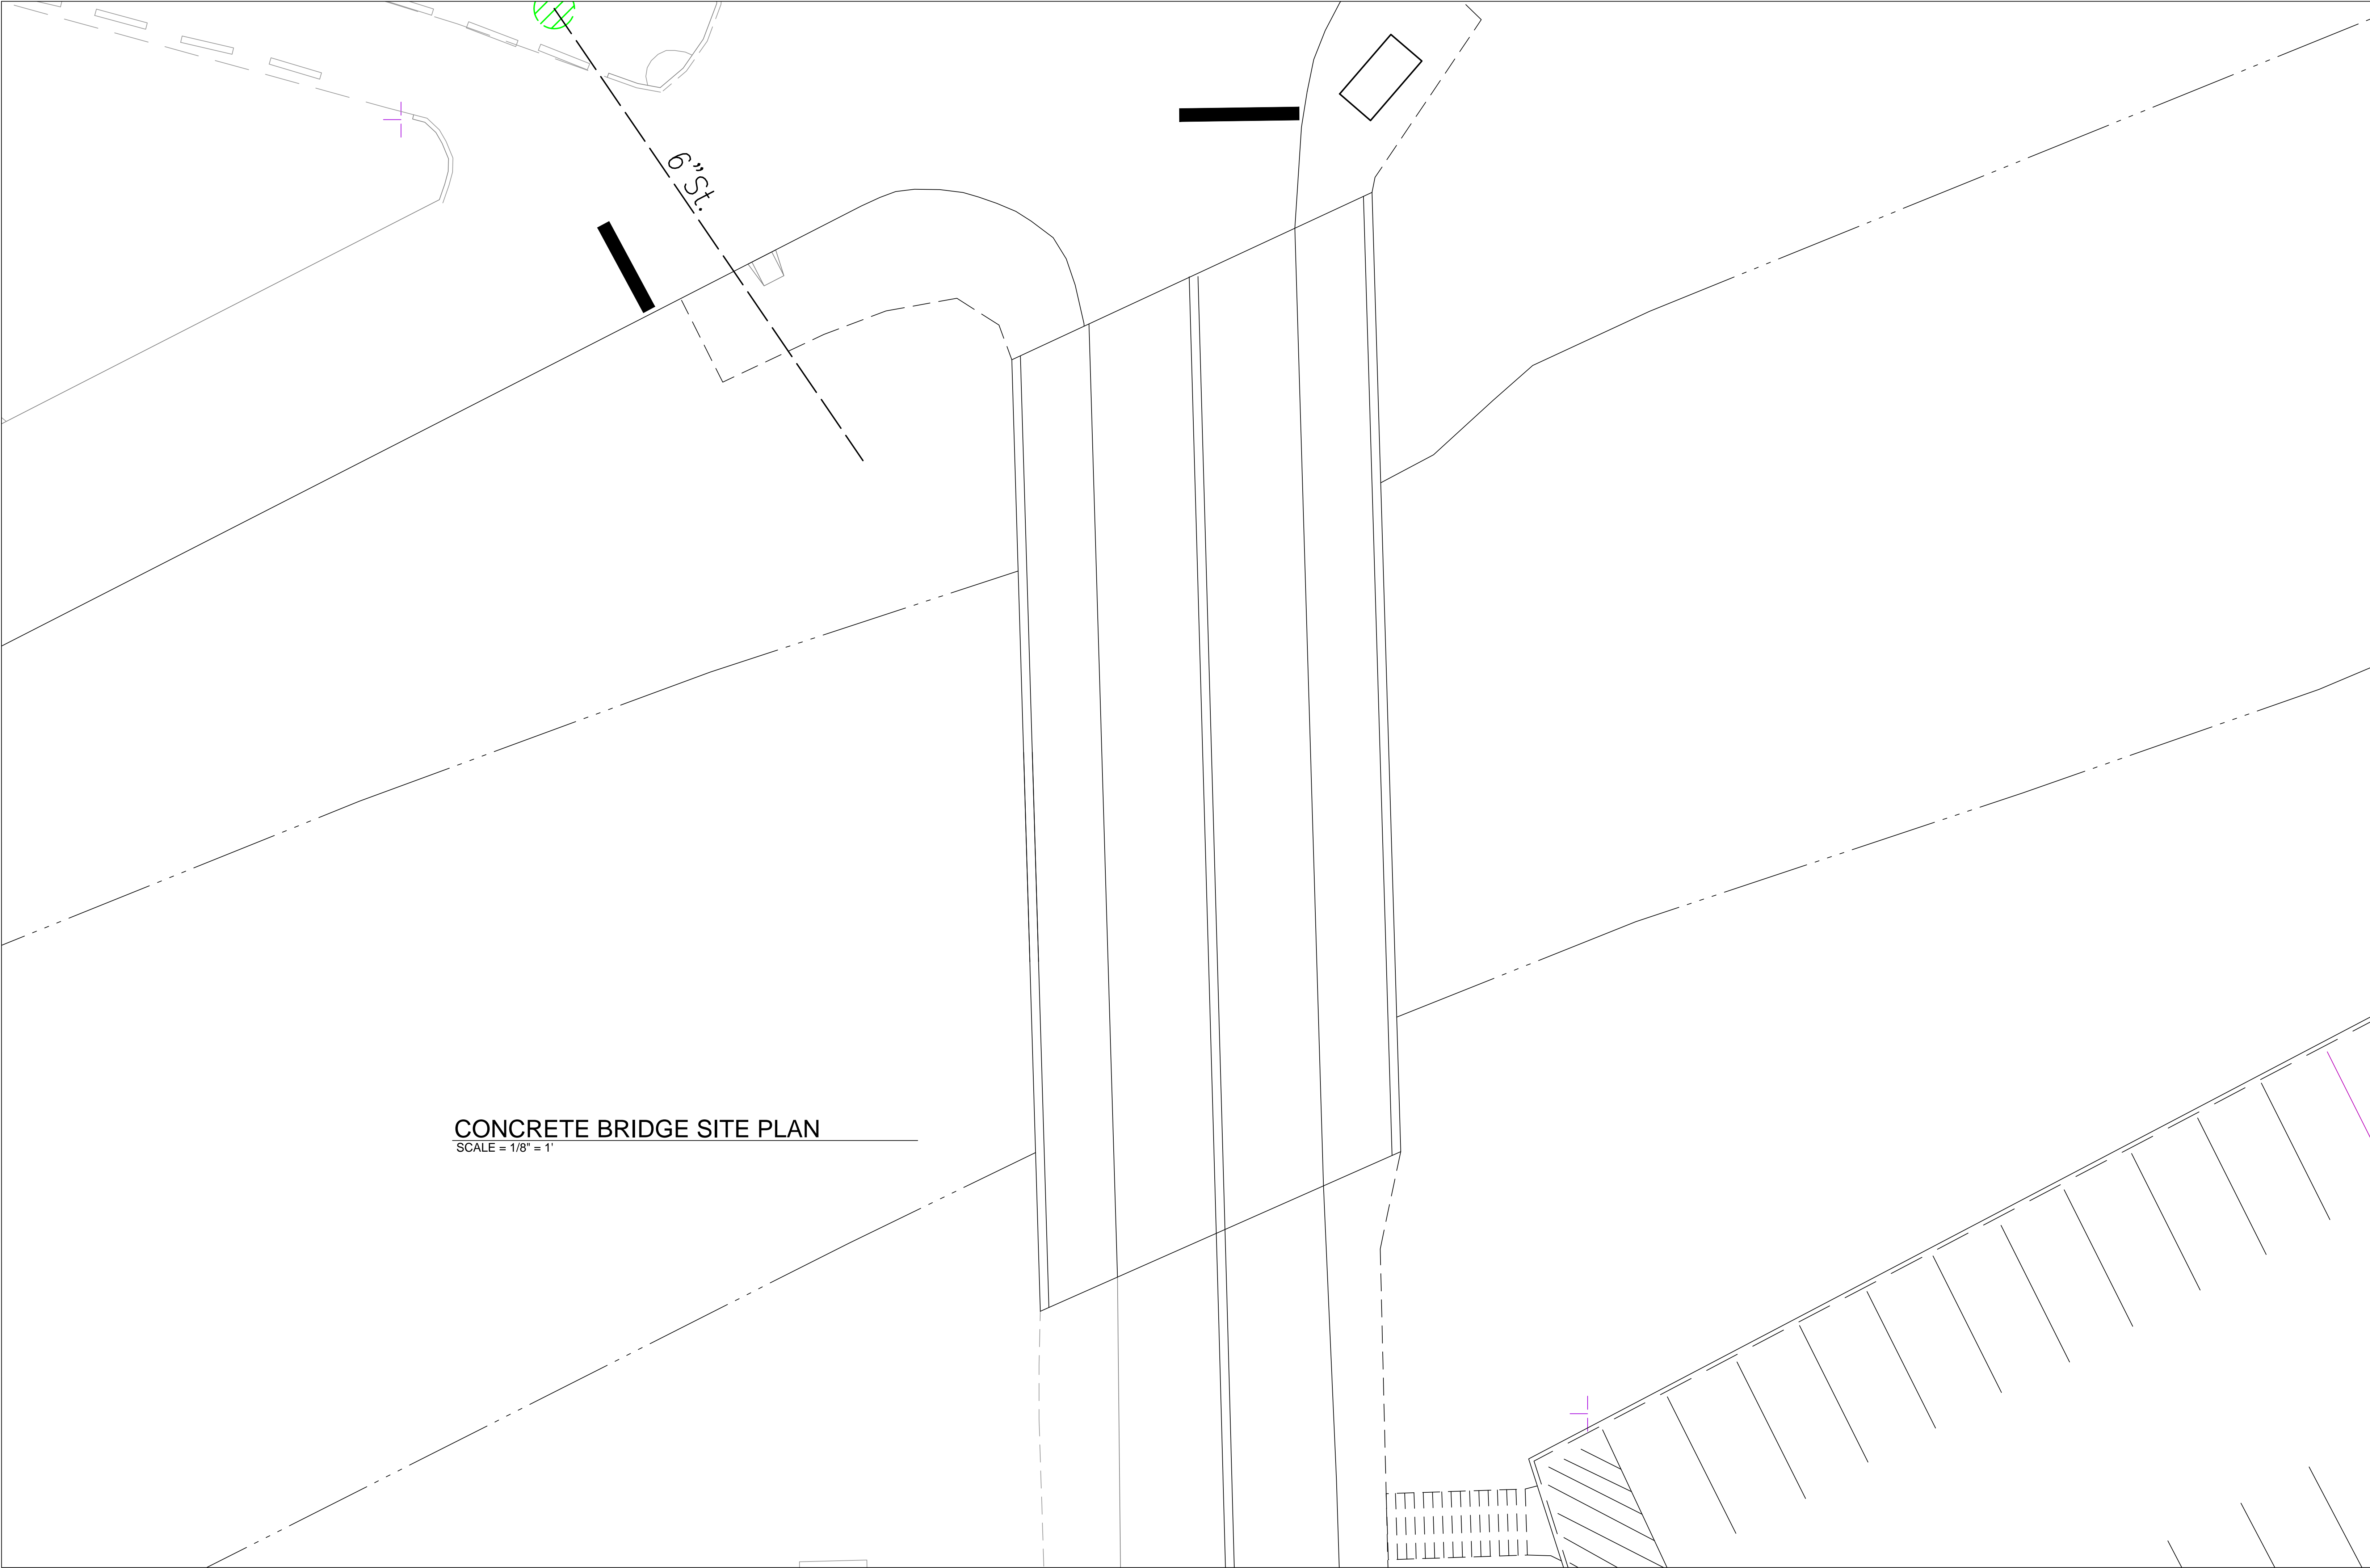 6"St.
CONCRETE BRIDGE SITE PLAN
SCALE = 1/8" = 1'